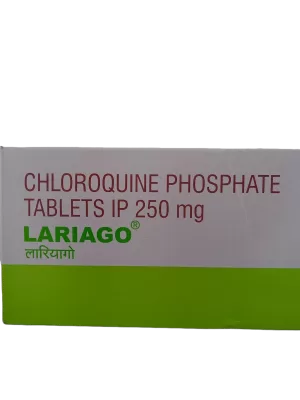 CHLOROQUINE PHOSPHATE
TABLETS IP 250 mg
LARIAGO®
लारियागो